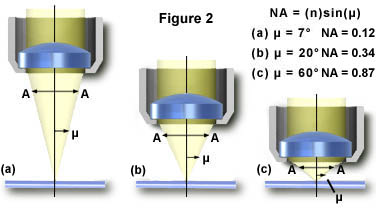 Figure 2
NA = (n)sin(μ)
(a) μ = 7° NA = 0.12
(b) μ = 20° NA = 0.34
(c) μ = 60° NA = 0.87
A A
μ
(a)
A A
μ
(b)
A A
μ
(c)